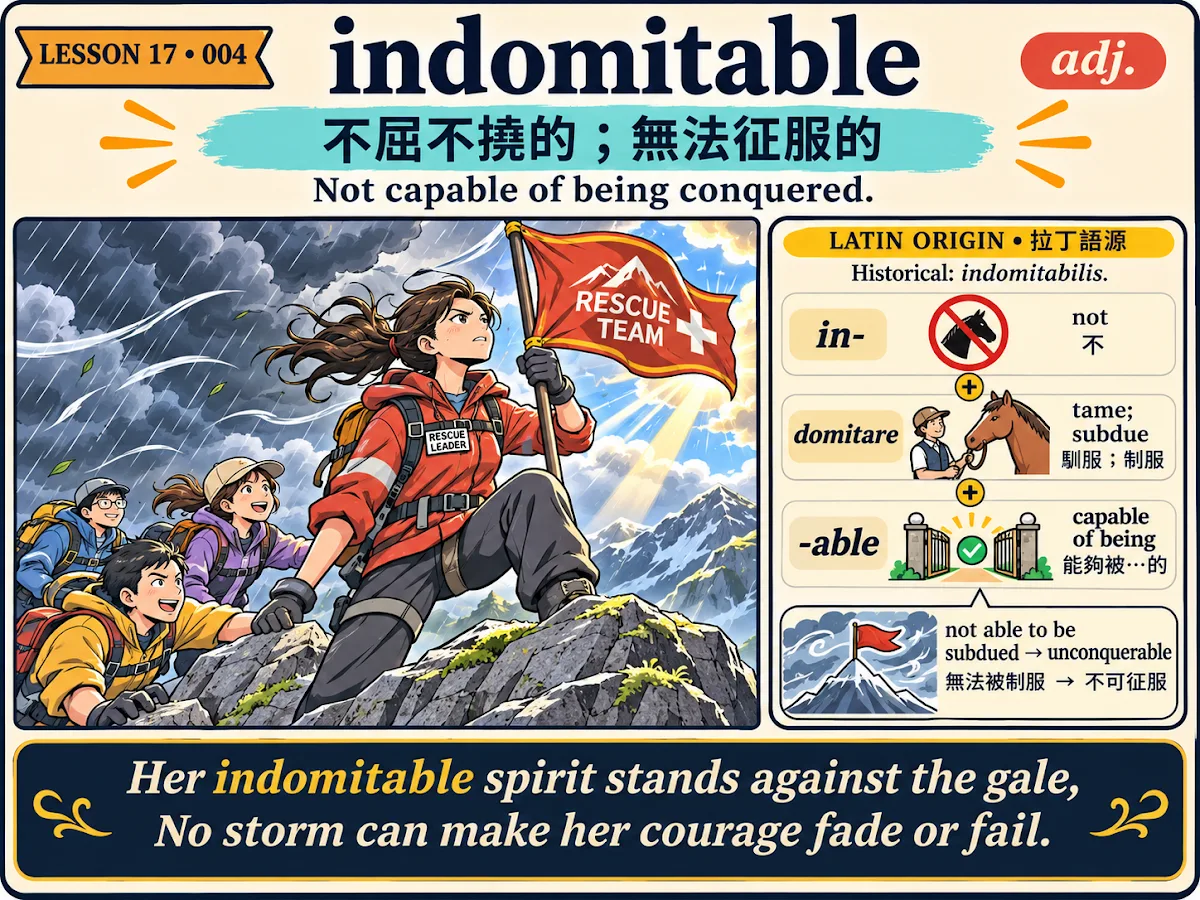 LESSON 17 • 004
indomitable
adj.
不屈不撓的；無法征服的
Not capable of being conquered.
RESCUE
TEAM
RESCUE
LEADER
LATIN ORIGIN • 拉丁語源
Historical: indomitabilis.
in-
not
不
+
domitare
tame;
subdue
馴服；制服
+
-able
capable
of being
能夠被…的
not able to be
subdued → unconquerable
無法被制服 → 不可征服
Her indomitable spirit stands against the gale,
No storm can make her courage fade or fail.